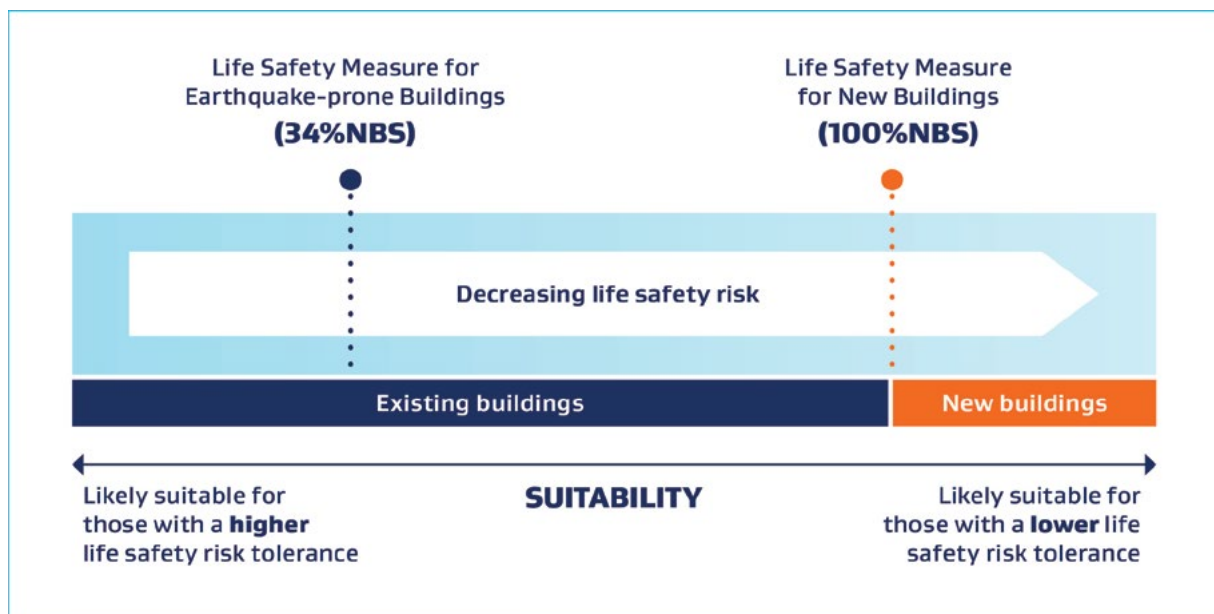 Life Safety Measure for
Earthquake-prone Buildings
(34%NBS)
Life Safety Measure
for New Buildings
(100%NBS)
Decreasing life safety risk
Existing buildings
New buildings
Likely suitable for
those with a higher
life safety risk tolerance
SUITABILITY
Likely suitable for
those with a lower life
safety risk tolerance